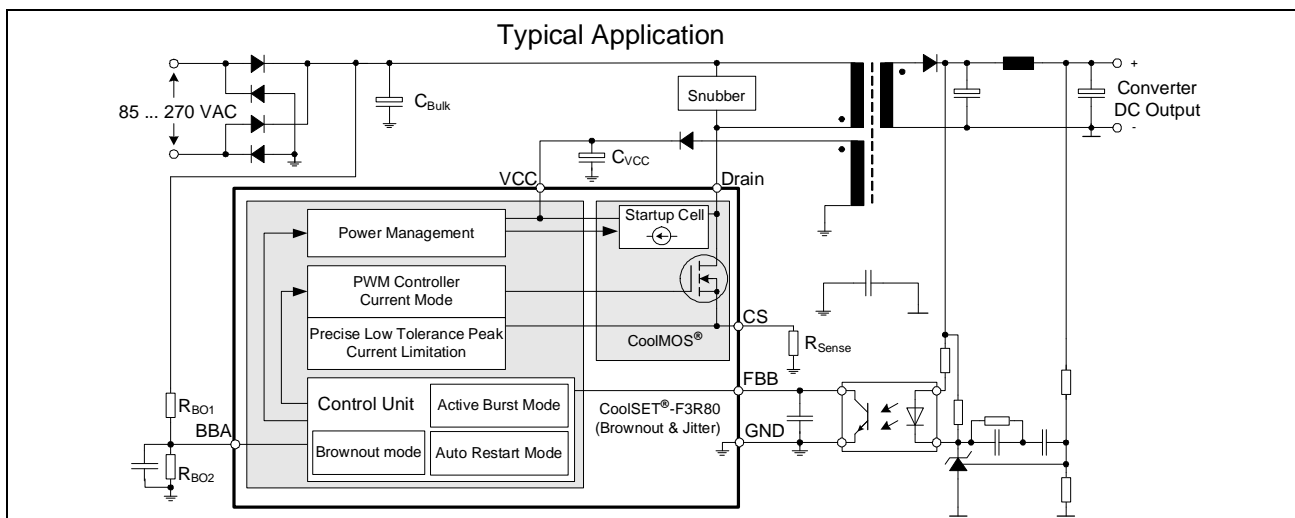 Typical Application
85 ... 270 VAC
CBulk
Snubber
+
Converter
DC Output
-
CVCC
VCC
Drain
Power Management
Startup Cell
PWM Controller
Current Mode
Precise Low Tolerance Peak
Current Limitation
CoolMOS®
CS
RSense
FBB
RBO1
Control Unit
Active Burst Mode
CoolSET®-F3R80
(Brownout & Jitter)
BBA
GND
Brownout mode
Auto Restart Mode
RBO2